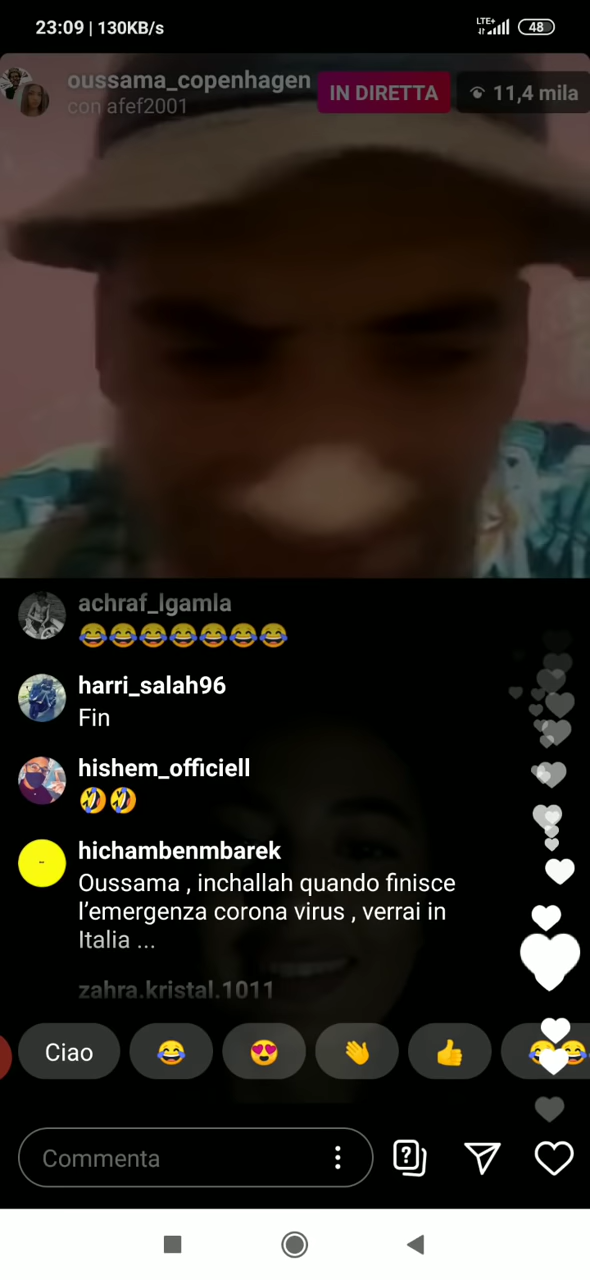 23:09 | 130KB/s
LTE+
48
oussama_copenhagen
IN DIRETTA
11,4 mila
con afef2001
achraf_lgamla
😂😂😂😂😂😂😂
harri_salah96
Fin
hishem_officiell
🤣🤣
hichambenmbarek
Oussama , inchallah quando finisce
l’emergenza corona virus , verrai in
Italia ...
zahra.kristal.1011
Ciao
😂
😍
👋
👍
😂😂
Commenta